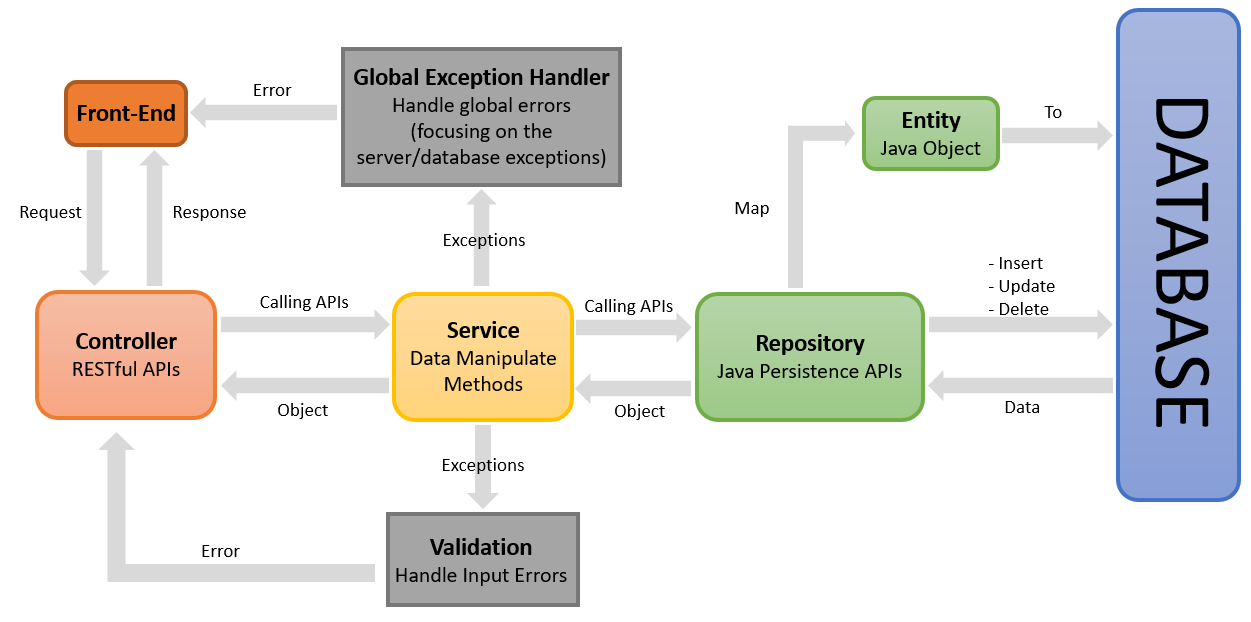 Front-End
Error
Global Exception Handler
Handle global errors
(focusing on the
server/database exceptions)
Entity
Java Object
To
DATABASE
Request
Response
Exceptions
Map
- Insert
- Update
- Delete
Controller
RESTful APIs
Calling APIs
Service
Data Manipulate
Methods
Calling APIs
Repository
Java Persistence APIs
Object
Object
Data
Exceptions
Error
Validation
Handle Input Errors